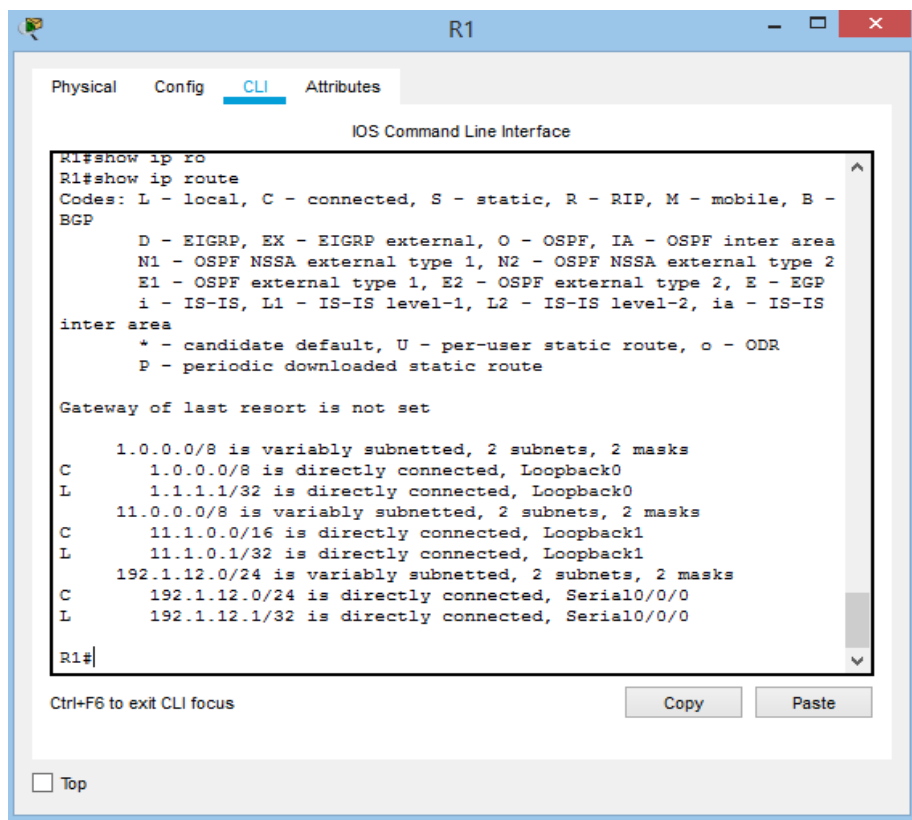 R1
Physical Config CLI Attributes
IOS Command Line Interface
R1#show ip ro
R1#show ip route
Codes: L - local, C - connected, S - static, R - RIP, M - mobile, B -
BGP
D - EIGRP, EX - EIGRP external, O - OSPF, IA - OSPF inter area
N1 - OSPF NSSA external type 1, N2 - OSPF NSSA external type 2
E1 - OSPF external type 1, E2 - OSPF external type 2, E - EGP
i - IS-IS, L1 - IS-IS level-1, L2 - IS-IS level-2, ia - IS-IS
inter area
* - candidate default, U - per-user static route, o - ODR
P - periodic downloaded static route
Gateway of last resort is not set
1.0.0.0/8 is variably subnetted, 2 subnets, 2 masks
C 1.0.0.0/8 is directly connected, Loopback0
L 1.1.1.1/32 is directly connected, Loopback0
11.0.0.0/8 is variably subnetted, 2 subnets, 2 masks
C 11.1.0.0/16 is directly connected, Loopback1
L 11.1.0.1/32 is directly connected, Loopback1
192.1.12.0/24 is variably subnetted, 2 subnets, 2 masks
C 192.1.12.0/24 is directly connected, Serial0/0/0
L 192.1.12.1/32 is directly connected, Serial0/0/0
R1#
Ctrl+F6 to exit CLI focus Copy Paste
Top